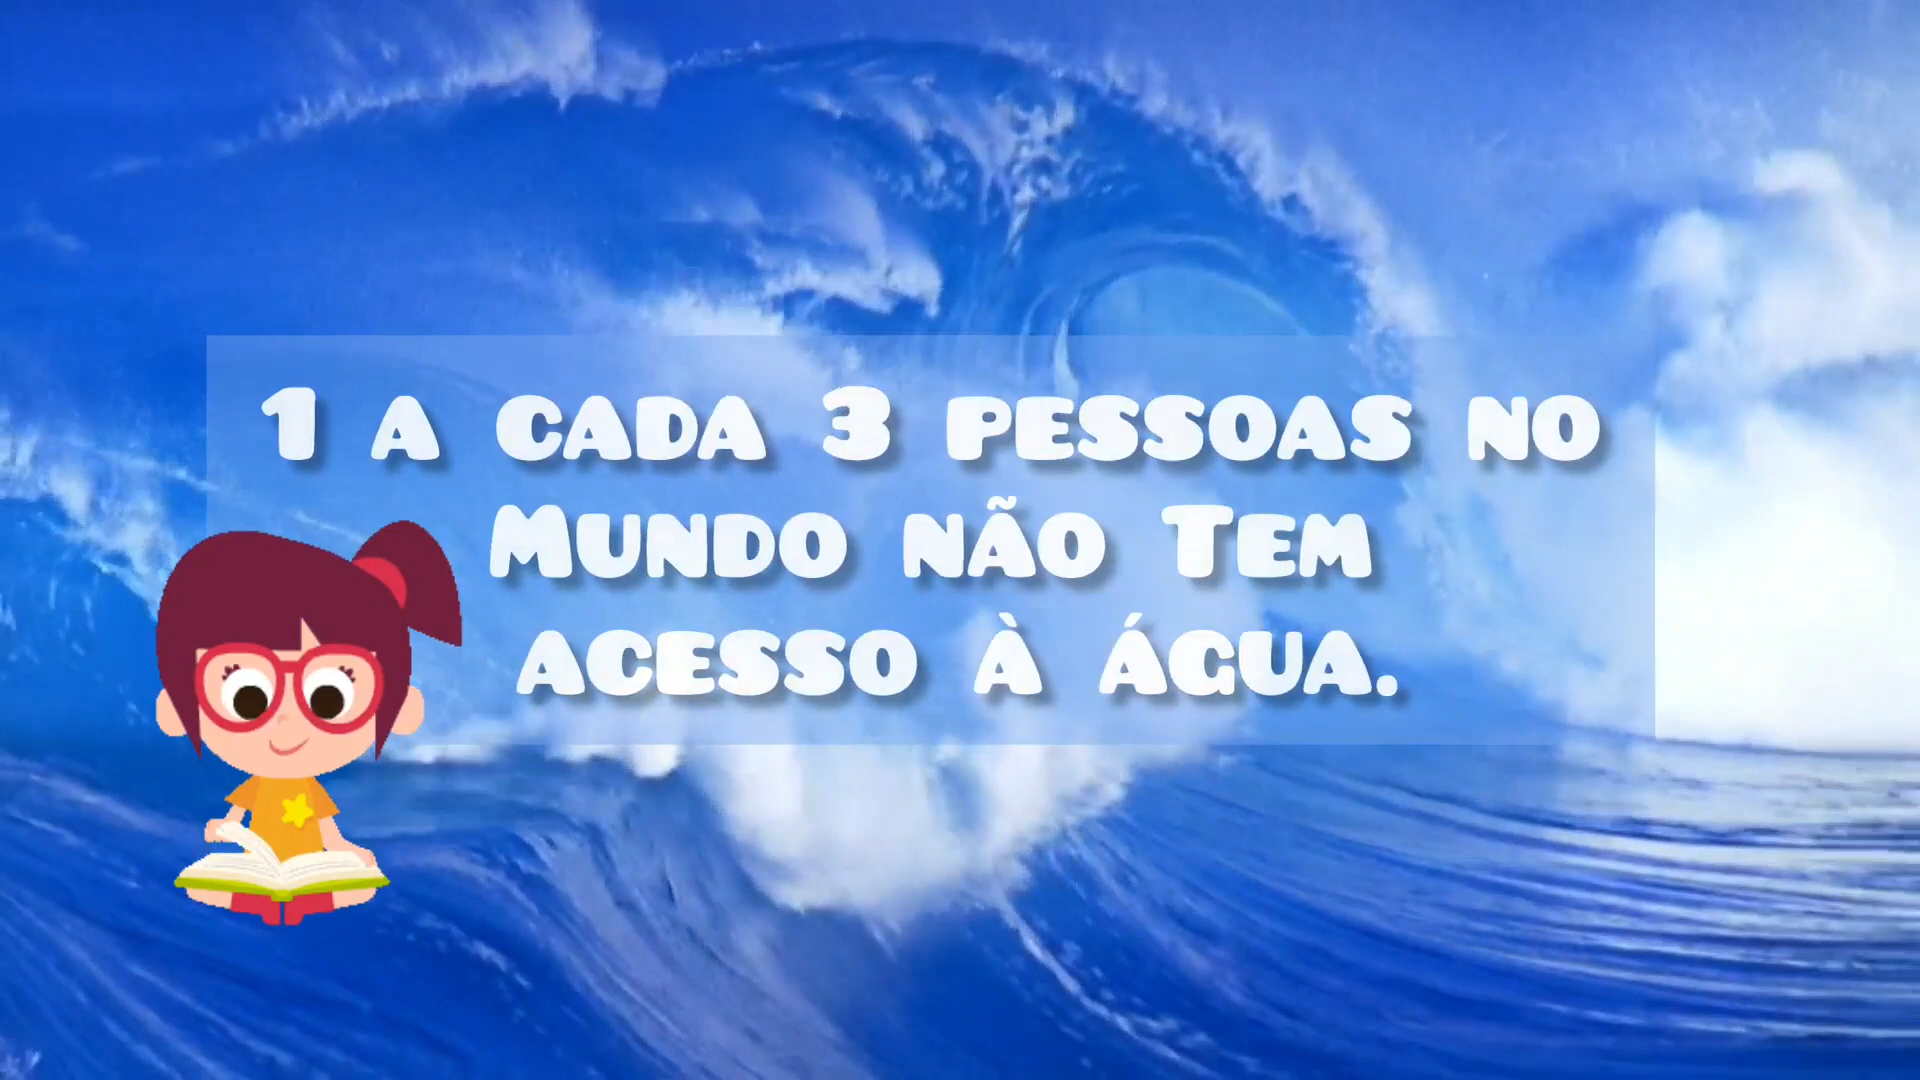 1 a cada 3 pessoas no
Mundo não Tem
acesso à água.